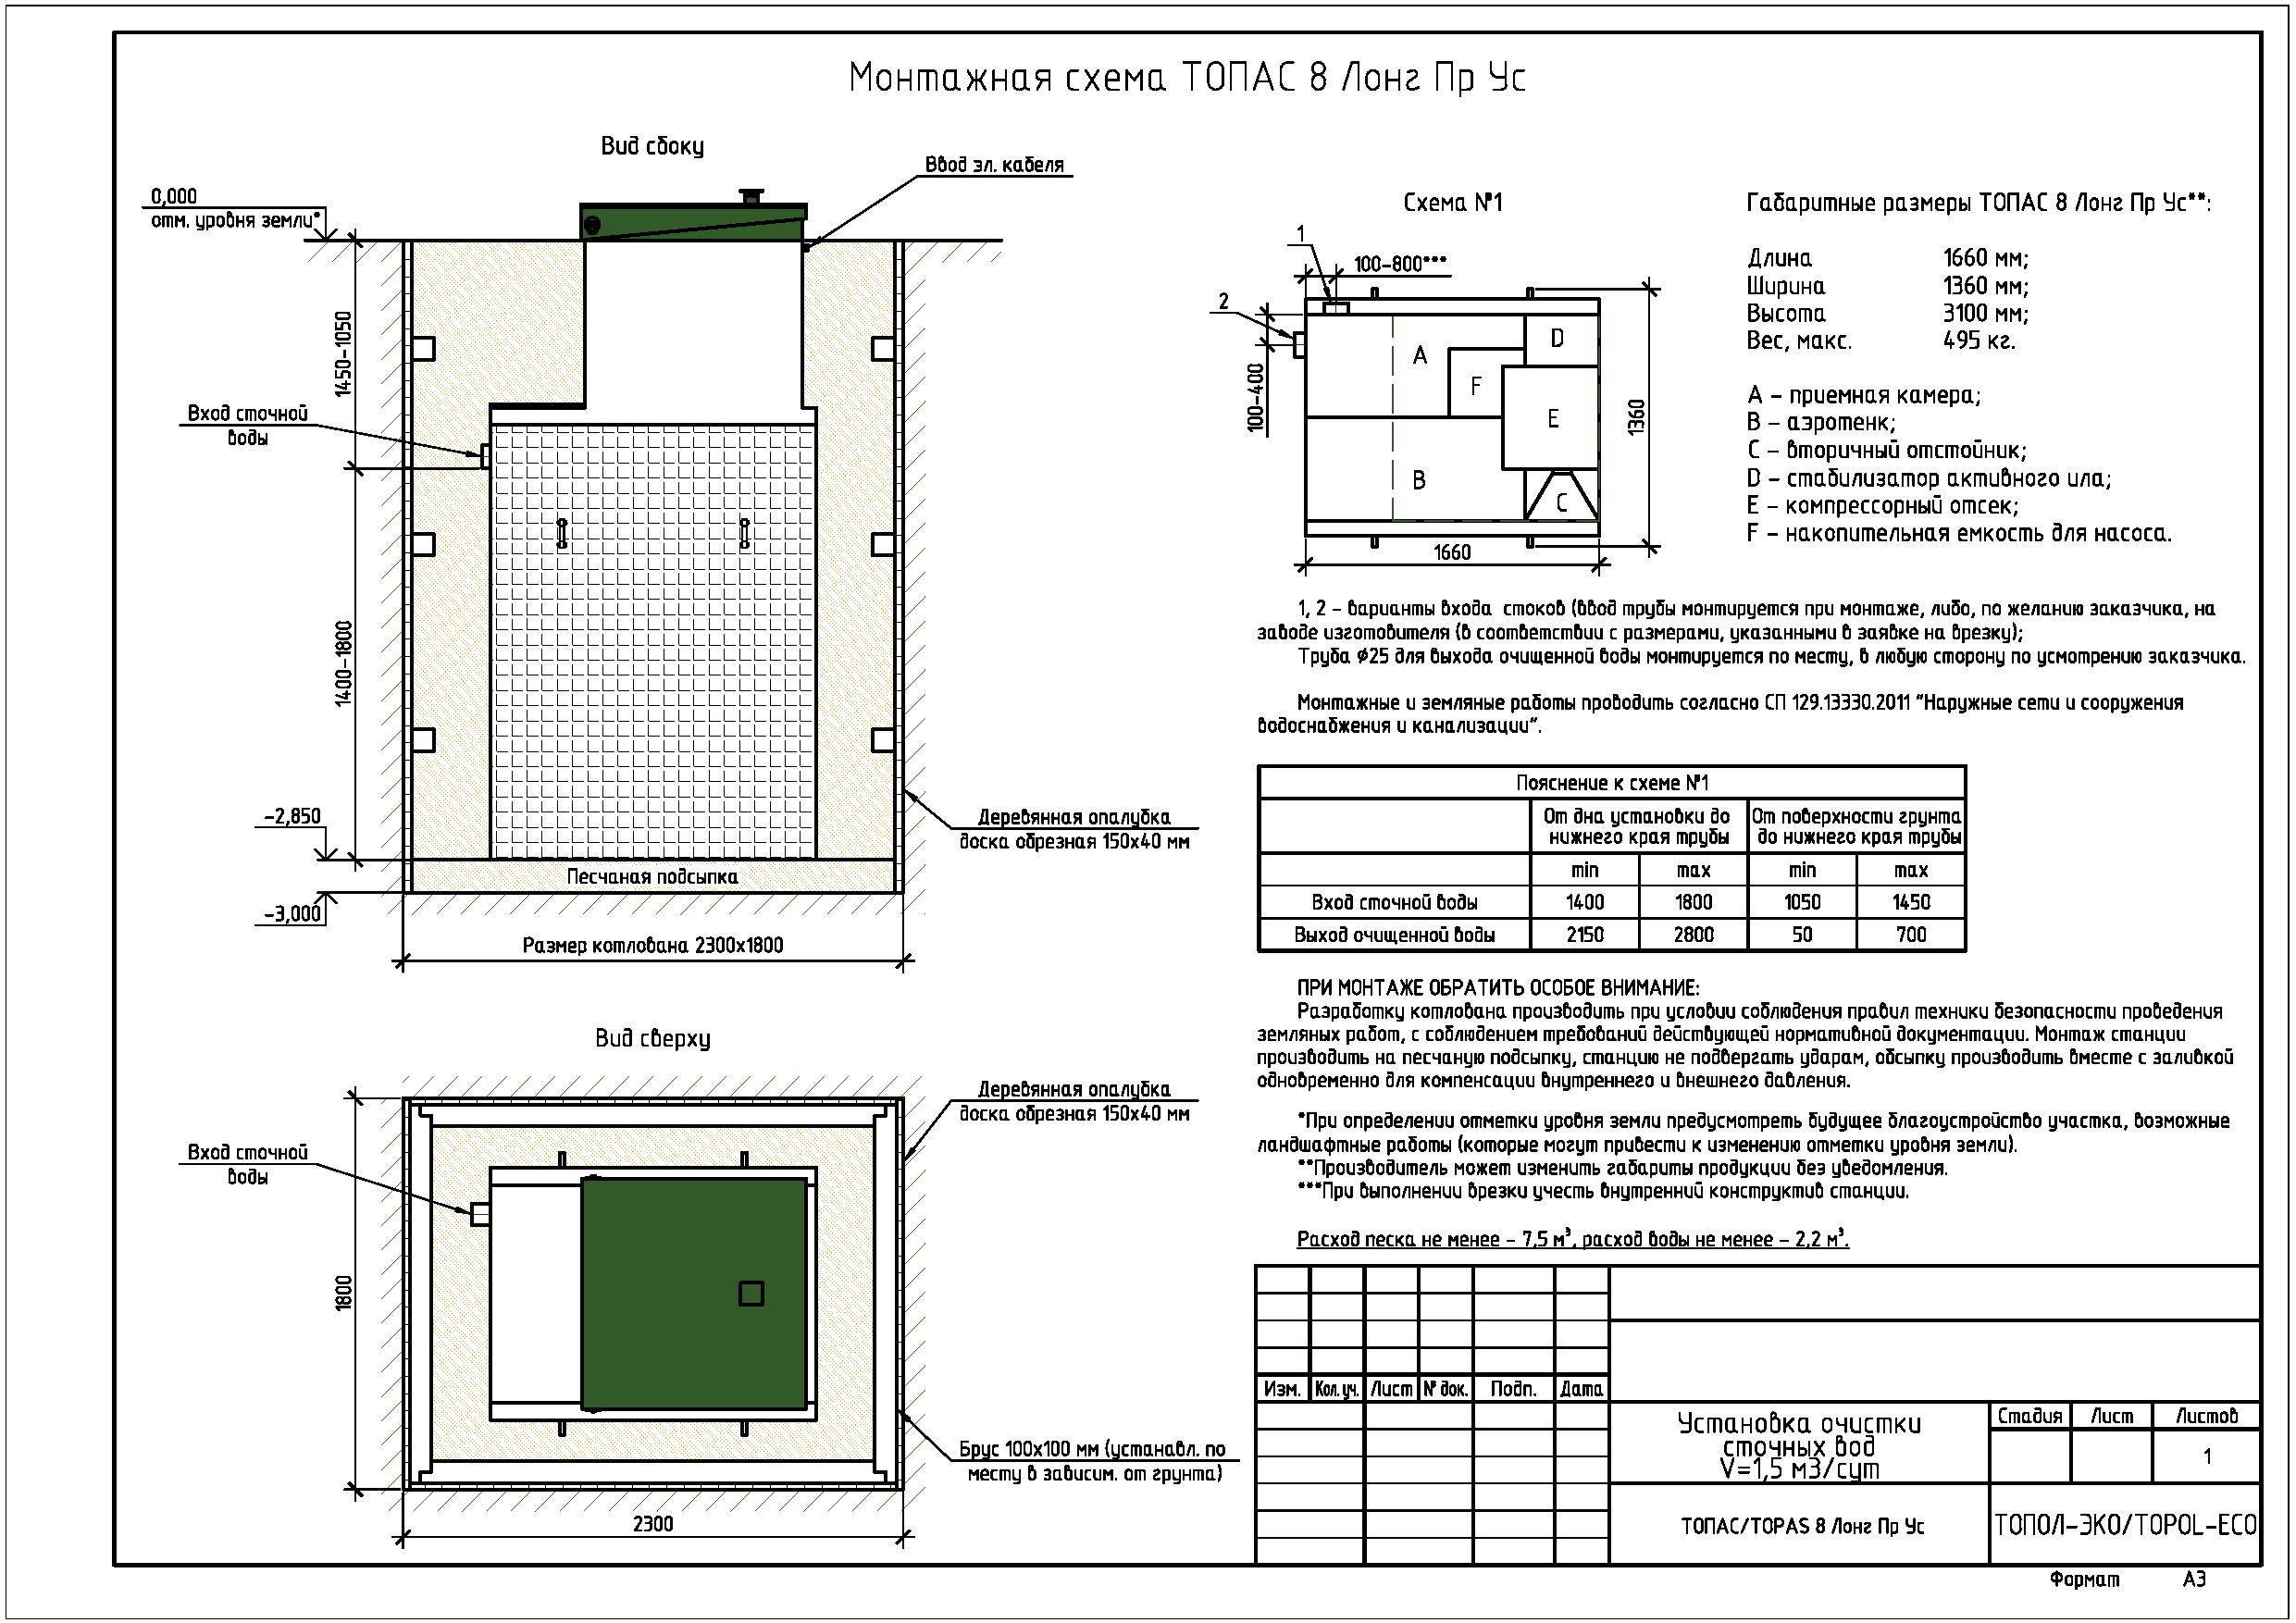 Монтажная схема ТОПАС 8 Лонг Пр Ус
Вид сбоку
Ввод эл. кабеля
0,000
отм. уровня земли*
1450-1050
Вход сточной
воды
1400-1800
-2,850
Деревянная опалубка
доска обрезная 150х40 мм
Песчаная подсыпка
-3,000
Размер котлована 2300х1800
Вид сверху
Деревянная опалубка
доска обрезная 150х40 мм
Вход сточной
воды
1800
Брус 100х100 мм (устанавл. по
месту в зависим. от грунта)
2300
Схема №1
1
100-800***
2
100-400
A
D
F
E
B
C
1360
1660
Габаритные размеры ТОПАС 8 Лонг Пр Ус**:
Длина 1660 мм;
Ширина 1360 мм;
Высота 3100 мм;
Вес, макс. 495 кг.
A - приемная камера;
B - аэротенк;
C - вторичный отстойник;
D - стабилизатор активного ила;
E - компрессорный отсек;
F - накопительная емкость для насоса.
1, 2 - варианты входа стоков (ввод трубы монтируется при монтаже, либо, по желанию заказчика, на
заводе изготовителя (в соответствии с размерами, указанными в заявке на врезку);
Труба ∅25 для выхода очищенной воды монтируется по месту, в любую сторону по усмотрению заказчика.
Монтажные и земляные работы проводить согласно СП 129.13330.2011 "Наружные сети и сооружения
водоснабжения и канализации".
Пояснение к схеме №1
От дна установки до нижнего края трубы От поверхности грунта до нижнего края трубы
min max min max
Вход сточной воды 1400 1800 1050 1450
Выход очищенной воды 2150 2800 50 700
ПРИ МОНТАЖЕ ОБРАТИТЬ ОСОБОЕ ВНИМАНИЕ:
Разработку котлована производить при условии соблюдения правил техники безопасности проведения
земляных работ, с соблюдением требований действующей нормативной документации. Монтаж станции
производить на песчаную подсыпку, станцию не подвергать ударам, обсыпку производить вместе с заливкой
одновременно для компенсации внутреннего и внешнего давления.
*При определении отметки уровня земли предусмотреть будущее благоустройство участка, возможные
ландшафтные работы (которые могут привести к изменению отметки уровня земли).
**Производитель может изменить габариты продукции без уведомления.
***При выполнении врезки учесть внутренний конструктив станции.
Расход песка не менее - 7,5 м³, расход воды не менее - 2,2 м³.
Изм. Кол. уч. Лист № док. Подп. Дата
Установка очистки
сточных вод
V=1,5 м3/сут
Стадия Лист Листов
1
ТОПАС/TOPAS 8 Лонг Пр Ус
ТОПОЛ-ЭКО/TOPOL-ECO
Формат А3